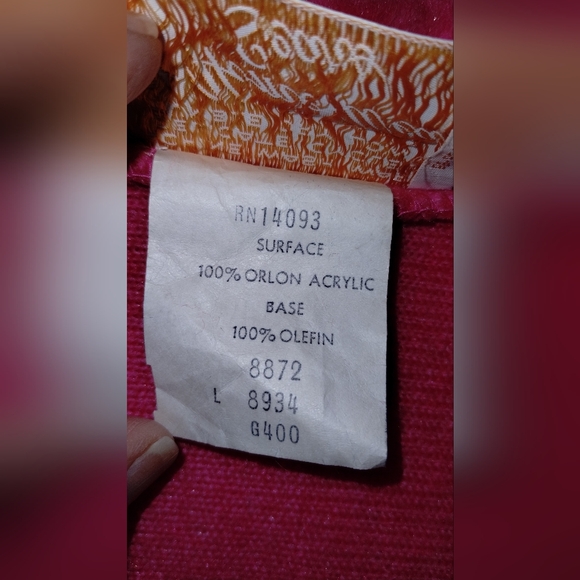 RN14093
SURFACE
100% ORLON ACRYLIC
BASE
100% OLEFIN
8872
L 8934
G400